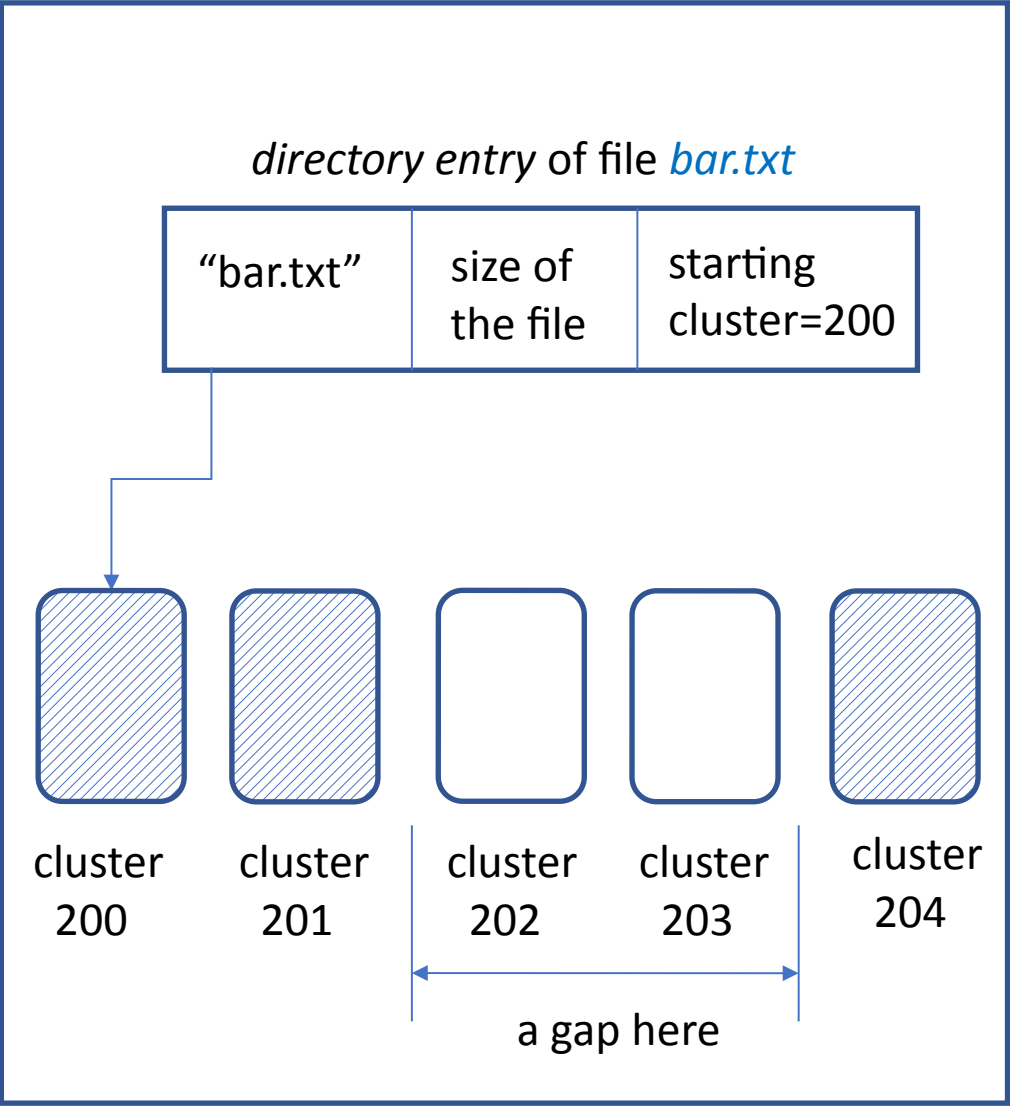 directory entry of file bar.txt
“bar.txt”
size of
the file
starting
cluster=200
cluster
200
cluster
201
cluster
202
cluster
203
cluster
204
a gap here